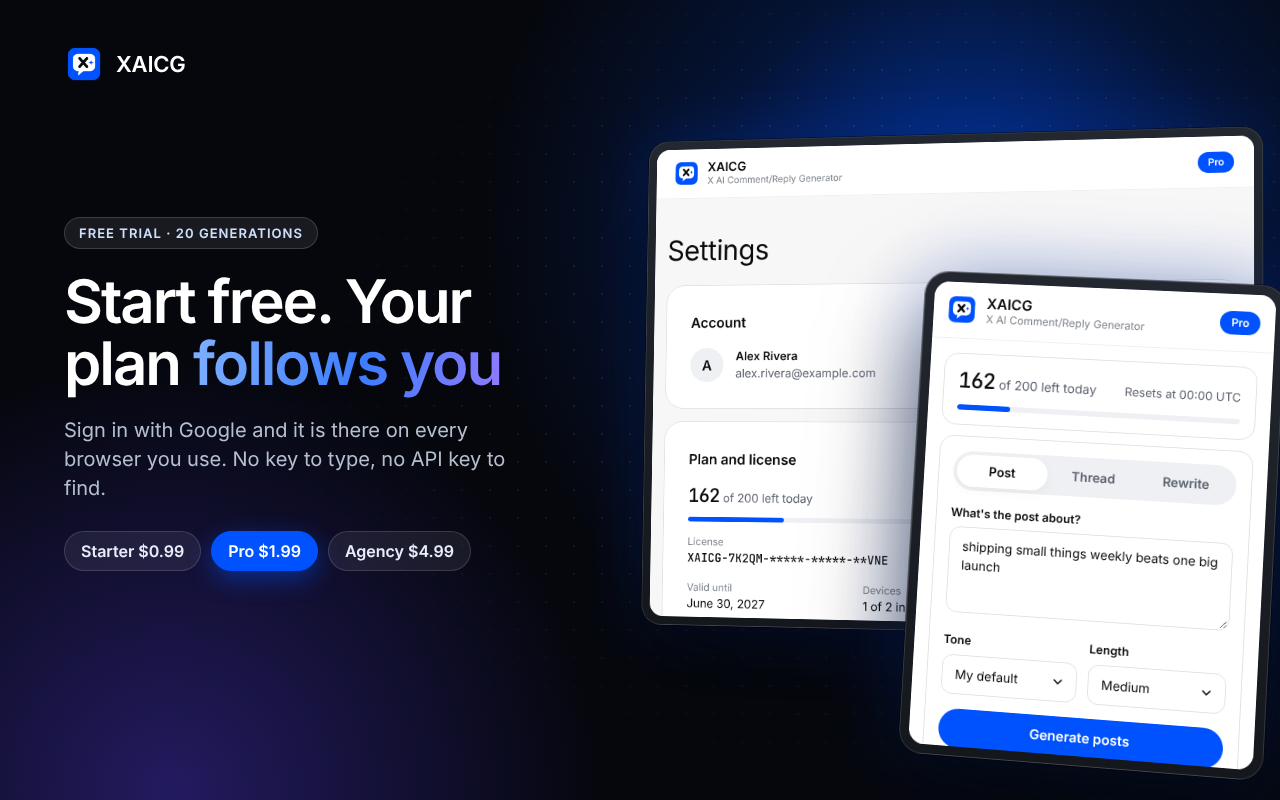 XAICG
FREE TRIAL · 20 GENERATIONS
Start free. Your
plan follows you
Sign in with Google and it is there on every
browser you use. No key to type, no API key to
find.
Starter $0.99
Pro $1.99
Agency $4.99
XAICG
X AI Comment/Reply Generator
Pro
Settings
Account
A
Alex Rivera
alex.rivera@example.com
Plan and license
162 of 200 left today
License
XAICG-7K2QM-*****-*****-**VNE
Valid until
June 30, 2027
Devices
1 of 2 in
XAICG
X AI Comment/Reply Generator
Pro
162 of 200 left today
Resets at 00:00 UTC
Post
Thread
Rewrite
What's the post about?
shipping small things weekly beats one big
launch
Tone
My default
Length
Medium
Generate posts